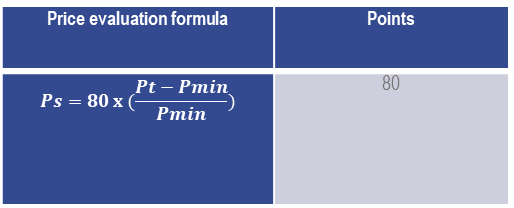 Price evaluation formula
Points
Ps = 80 x (Pt − Pmin / Pmin)
80